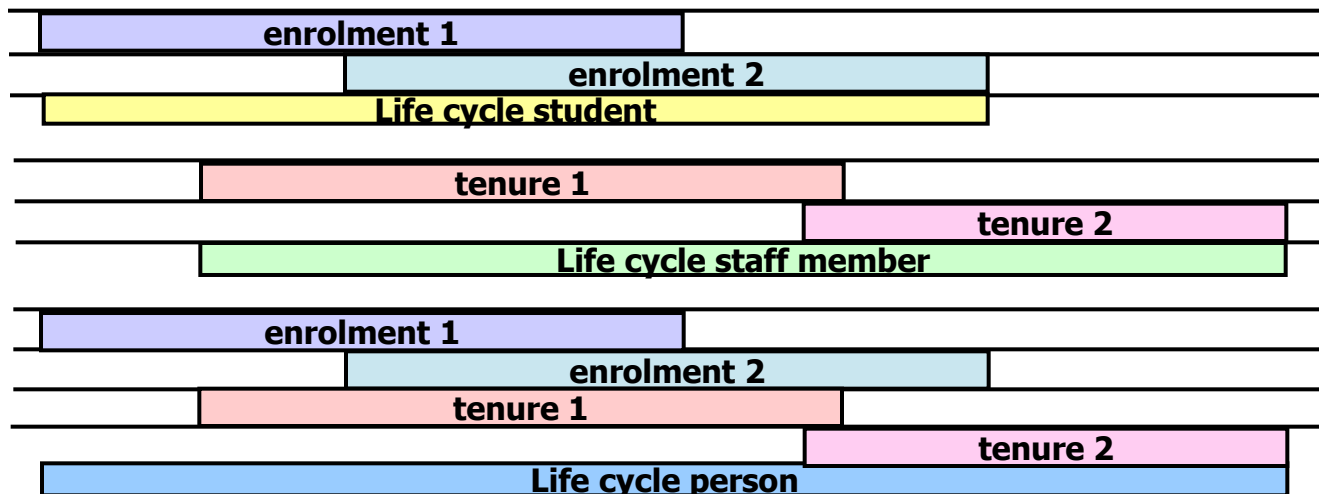 enrolment 1
enrolment 2
Life cycle student
tenure 1
tenure 2
Life cycle staff member
enrolment 1
enrolment 2
tenure 1
tenure 2
Life cycle person